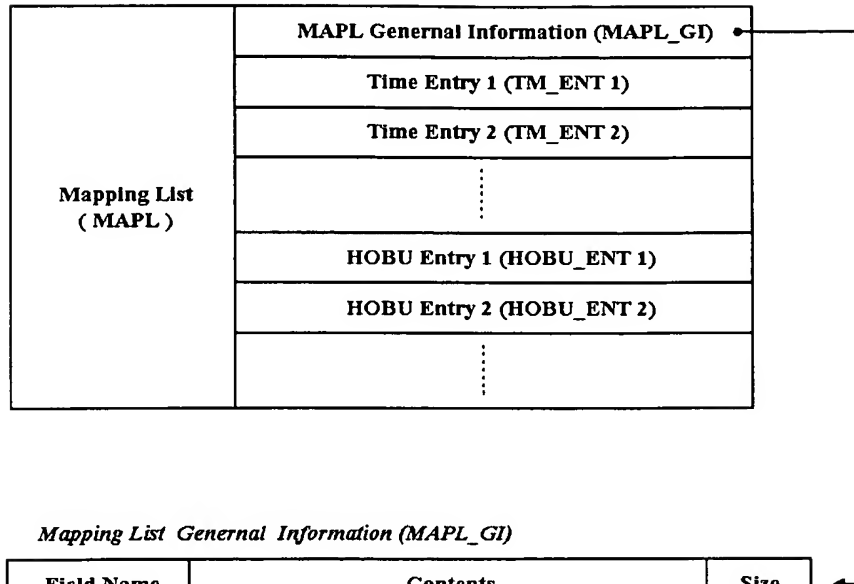 MAPL Genernal Information (MAPL_GI)
Time Entry 1 (TM_ENT 1)
Time Entry 2 (TM_ENT 2)
Mapping List
( MAPL )
HOBU Entry 1 (HOBU_ENT 1)
HOBU Entry 2 (HOBU_ENT 2)
Mapping List Genernal Information (MAPL_GI)
Field Name Contents Size